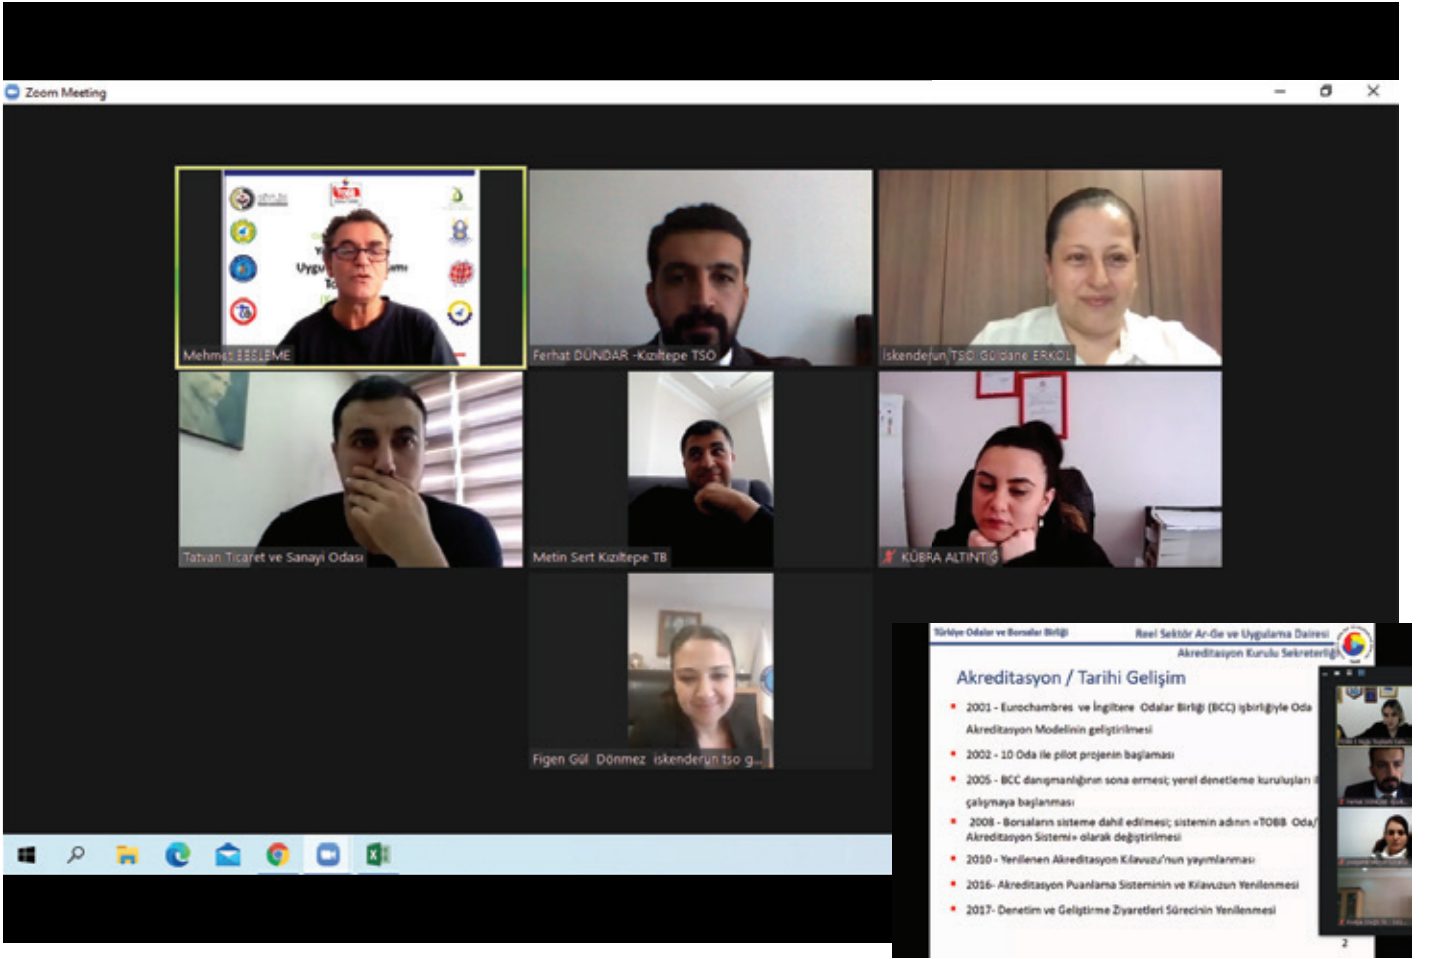 Zoom Meeting
Uygu
Mehmet BESLEME
Ferhat DÜNDAR -Kızıltepe TSO
İskenderun TSO Güldane ERKOL
Tatvan Ticaret ve Sanayi Odası
Metin Sert Kızıltepe TB
KÜBRA ALTINT
Figen Gül Dönmez iskenderun tso g...
Türkiye Odalar ve Borsalar Birliği
Reel Sektör Ar-Ge ve Uygulama Dairesi
Akreditasyon Kurulu Sekreterliği
Akreditasyon / Tarihi Gelişim
2001 - Eurochambres ve İngiltere Odalar Birliği (BCC) işbirliğiyle Oda
Akreditasyon Modelinin geliştirilmesi
2002 - 10 Oda ile pilot projenin başlaması
2005 - BCC danışmanlığının sona ermesi; yerel denetleme kuruluşları i
çalışmaya başlanması
2008 - Borsaların sisteme dahil edilmesi; sistemin adının «TOBB Oda/
Akreditasyon Sistemi» olarak değiştirilmesi
2010 - Yenilenen Akreditasyon Kılavuzu'nun yayımlanması
2016- Akreditasyon Puanlama Sisteminin ve Kılavuzun Yenilenmesi
2017- Denetim ve Geliştirme Ziyaretleri Sürecinin Yenilenmesi
2